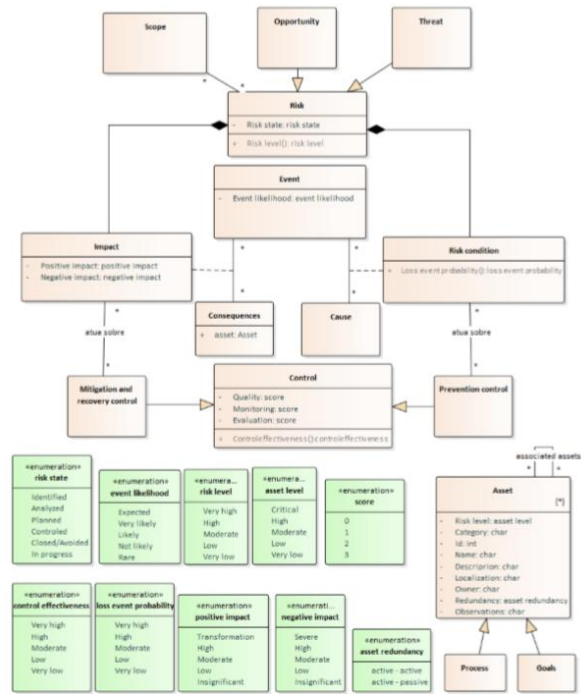 Scope
Opportunity
Threat
*
*
Risk
- Risk state: risk state
+ Risk level(): risk level
Event
- Event likelihood: event likelihood
Impact
- Positive impact: positive impact
- Negative impact: negative impact
Risk condition
+ Loss event probability(): loss event probability
*
*
*
*
Consequences
+ asset: Asset
Cause
*
atua sobre
*
*
atua sobre
*
Mitigation and
recovery control
Control
- Quality: score
- Monitoring: score
- Evaluation: score
+ Controleffectiveness():controleffectiveness
Prevention control
«enumeration»
risk state
Identified
Analyzed
Planned
Controled
Closed/Avoided
In progress
«enumeration»
event likelihood
Expected
Very likely
Likely
Not likely
Rare
«enumera...
risk level
Very high
High
Moderate
Low
Very low
«enumera...
asset level
Critical
High
Moderate
Low
Very low
«enumeration»
score
0
1
2
3
associated assets
*
*
Asset
[*]
- Risk level: asset level
- Category: char
- Id: int
- Name: char
- Descriprion: char
- Localization: char
- Owner: char
- Redundancy: asset redundancy
- Observations: char
«enumeration»
control effectiveness
Very high
High
Moderate
Low
Very low
«enumeration»
loss event probability
Very high
High
Moderate
Low
Very low
«enumeration»
positive impact
Transformation
High
Moderate
Low
Insignificant
«enumerati...
negative impact
Severe
High
Moderate
Low
Insignificant
«enumeration»
asset redundancy
active - active
active - passive
Process
Goals